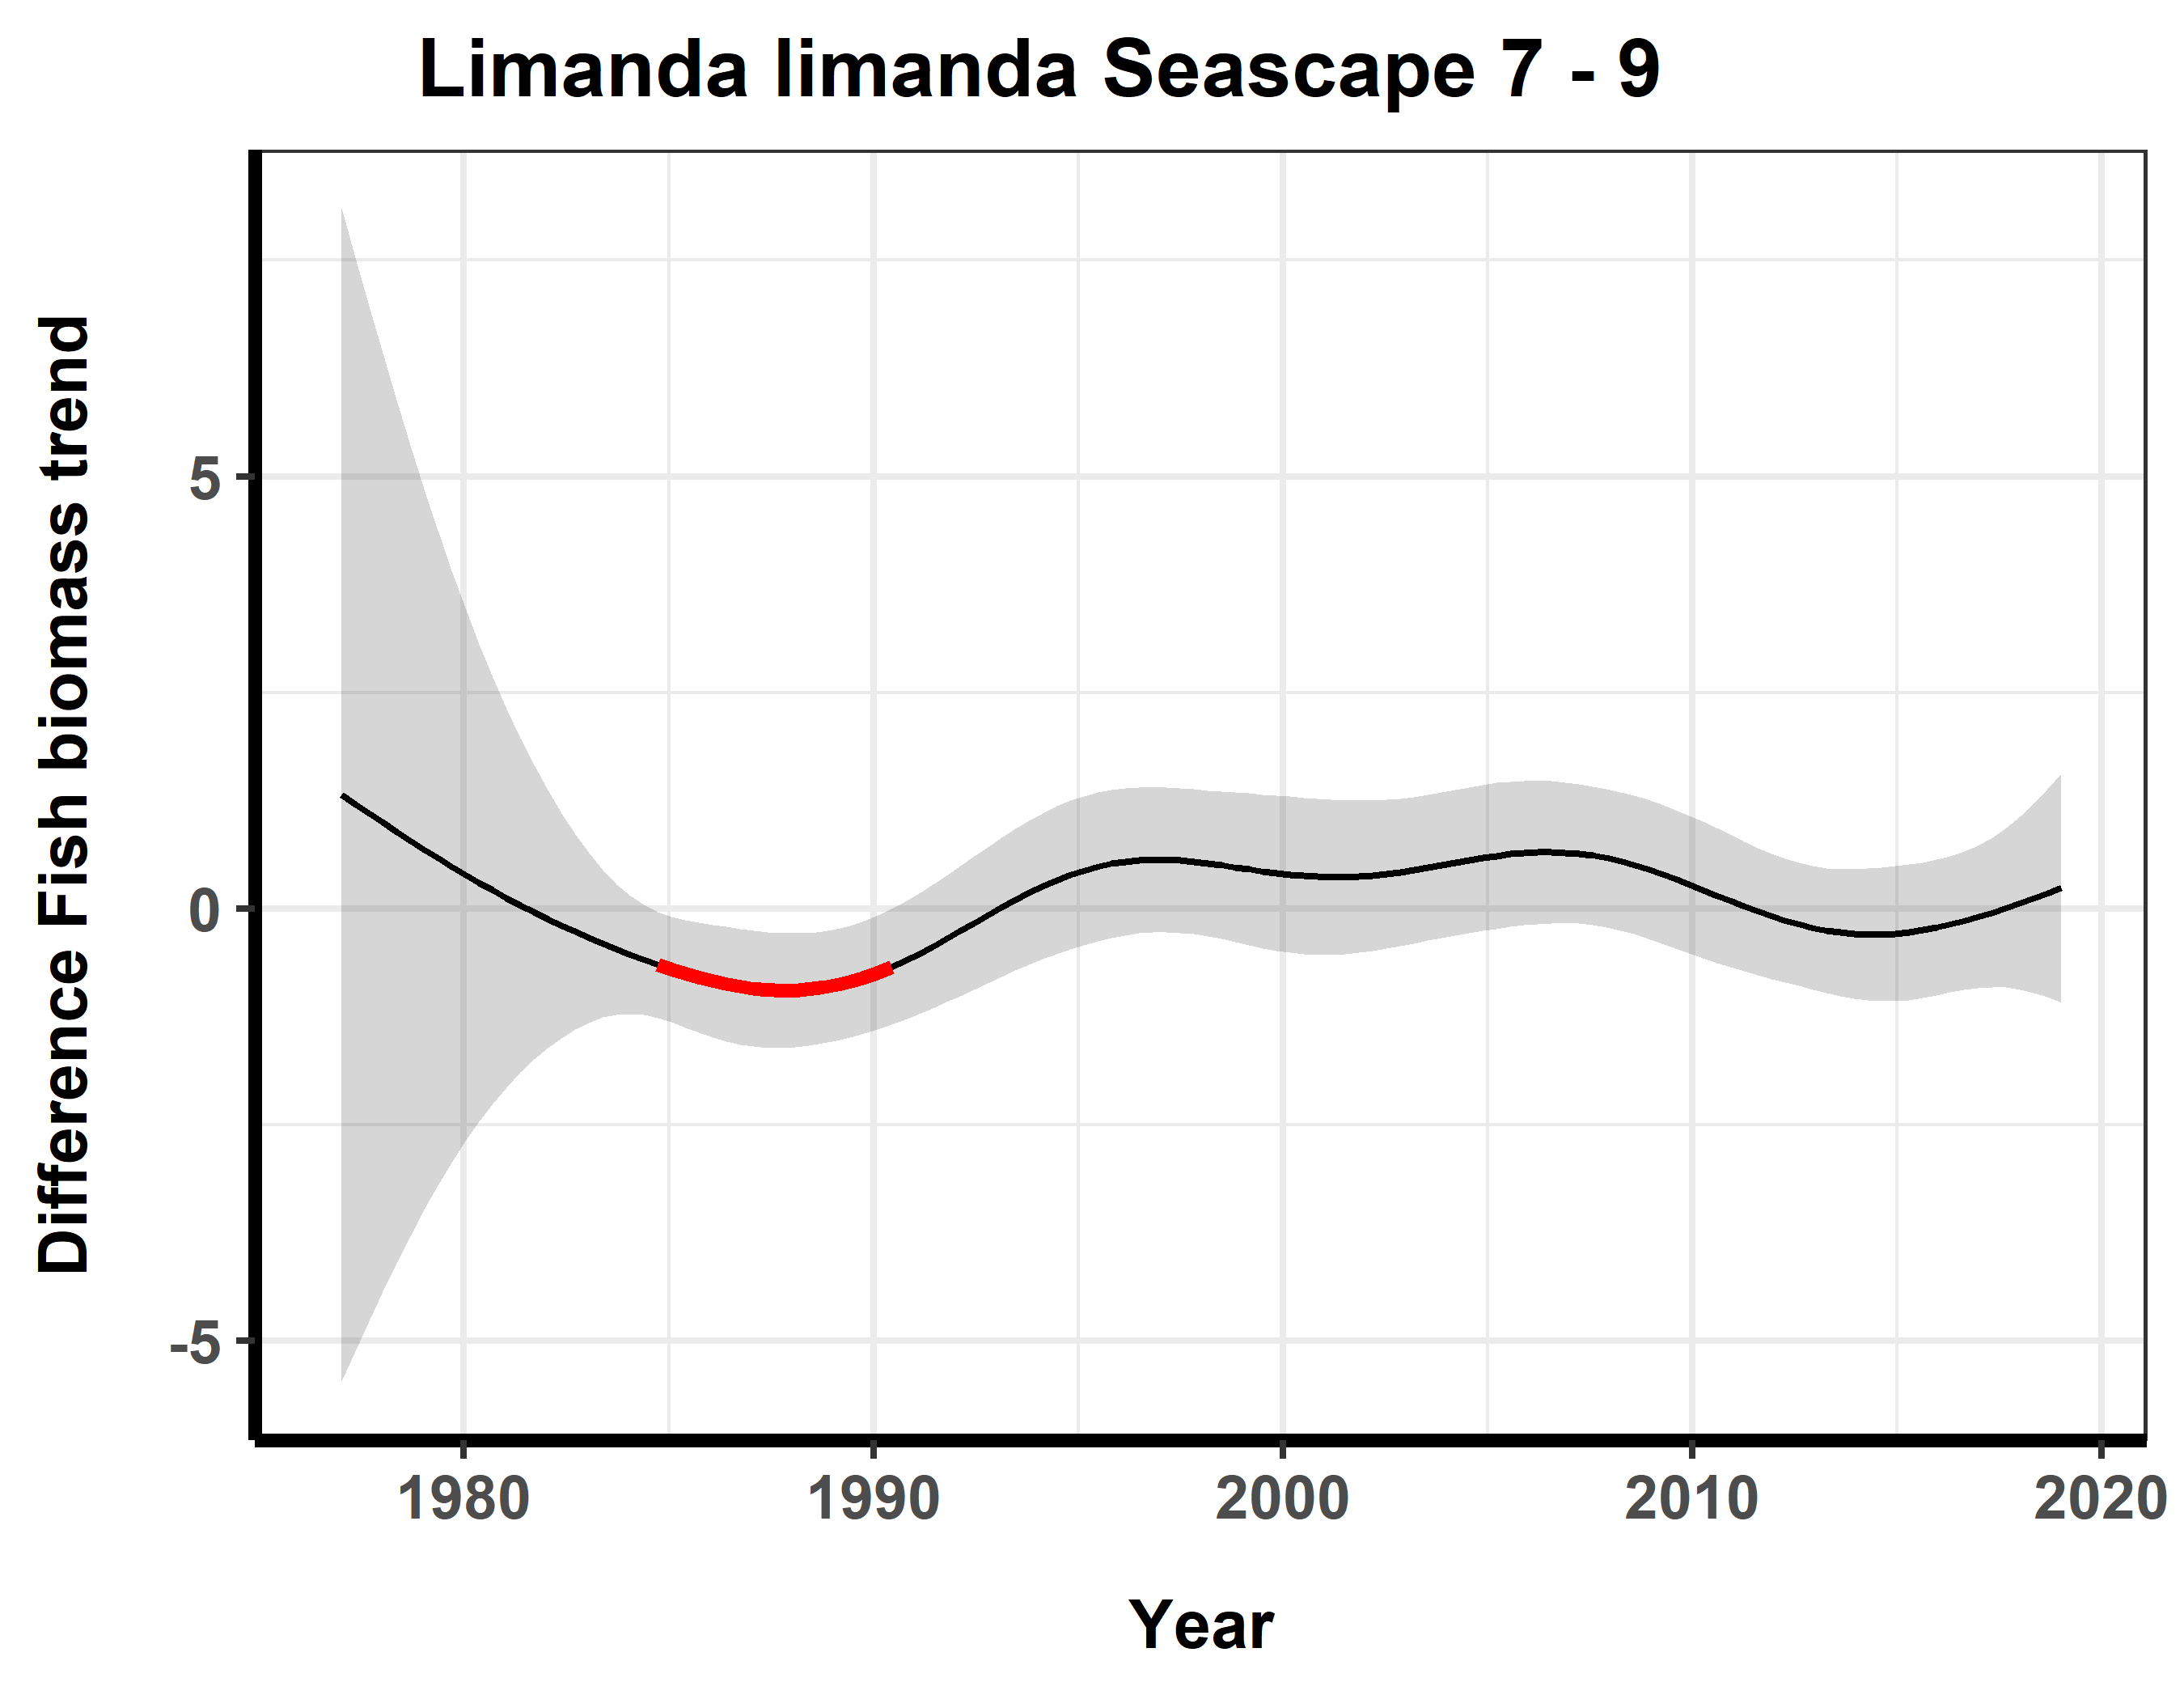 Limanda limanda Seascape 7 - 9
Difference Fish biomass trend
5
0
-5
1980 1990 2000 2010 2020
Year